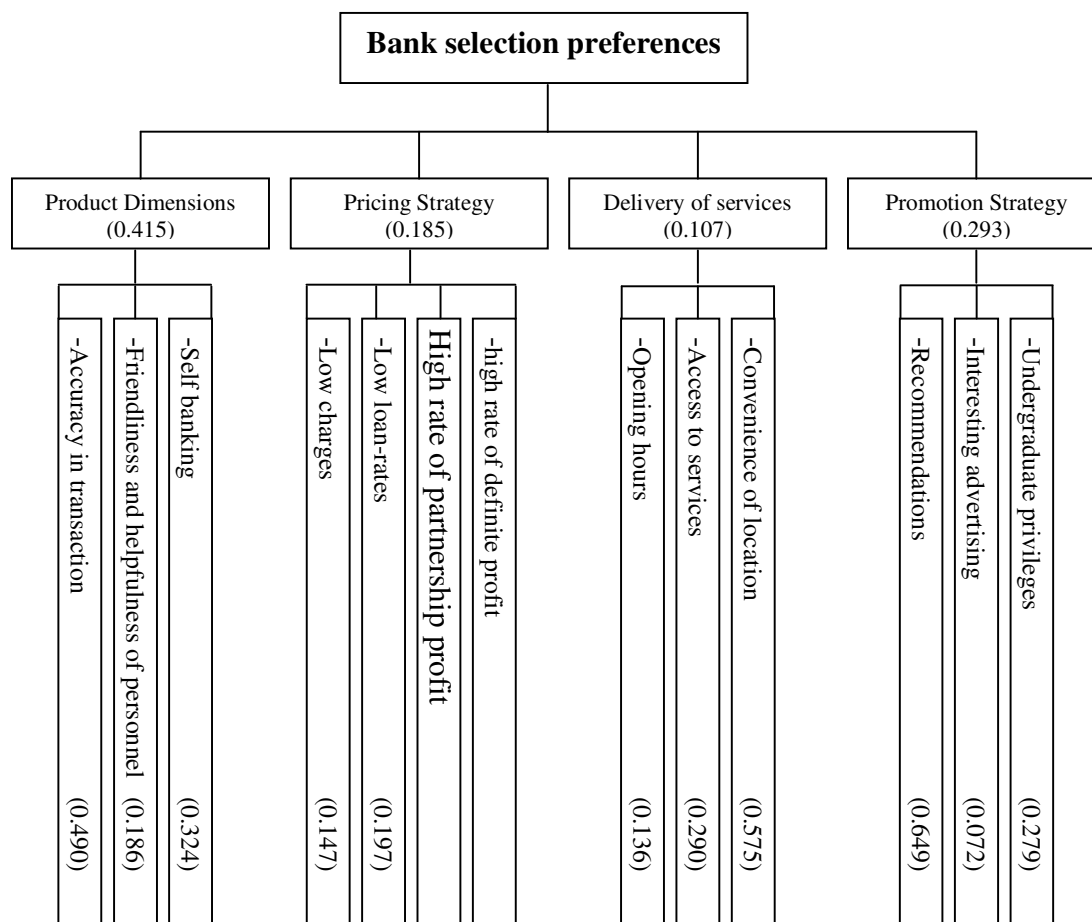 Bank selection preferences
Product Dimensions
(0.415)
Pricing Strategy
(0.185)
Delivery of services
(0.107)
Promotion Strategy
(0.293)
-Accuracy in transaction (0.490)
-Friendliness and helpfulness of personnel (0.186)
-Self banking (0.324)
-Low charges (0.147)
-Low loan-rates (0.197)
High rate of partnership profit
-high rate of definite profit
-Opening hours (0.136)
-Access to services (0.290)
-Convenience of location (0.575)
-Recommendations (0.649)
-Interesting advertising (0.072)
-Undergraduate privileges (0.279)